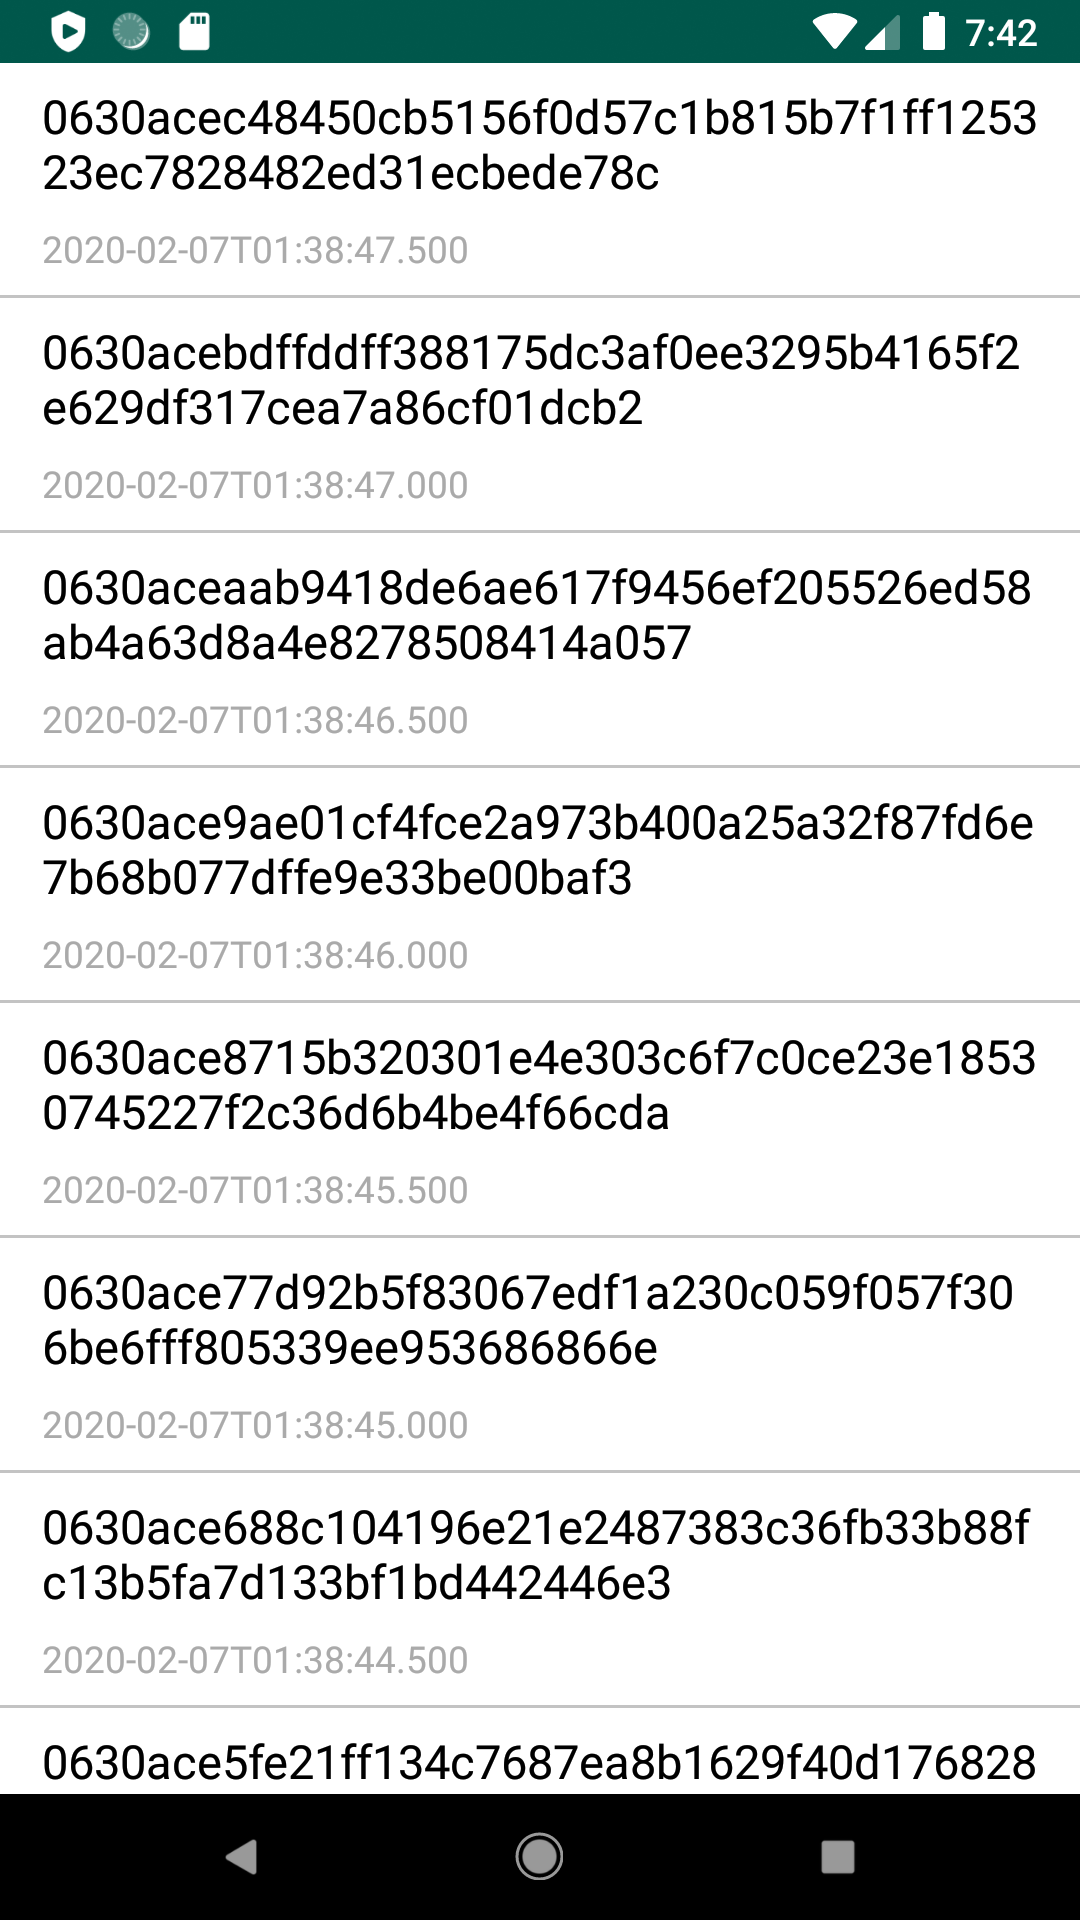 7:42
0630acec48450cb5156f0d57c1b815b7f1ff1253
23ec7828482ed31ecbede78c
2020-02-07T01:38:47.500
0630acebdffddff388175dc3af0ee3295b4165f2
e629df317cea7a86cf01dcb2
2020-02-07T01:38:47.000
0630aceaab9418de6ae617f9456ef205526ed58
ab4a63d8a4e8278508414a057
2020-02-07T01:38:46.500
0630ace9ae01cf4fce2a973b400a25a32f87fd6e
7b68b077dffe9e33be00baf3
2020-02-07T01:38:46.000
0630ace8715b320301e4e303c6f7c0ce23e1853
0745227f2c36d6b4be4f66cda
2020-02-07T01:38:45.500
0630ace77d92b5f83067edf1a230c059f057f30
6be6fff805339ee953686866e
2020-02-07T01:38:45.000
0630ace688c104196e21e2487383c36fb33b88f
c13b5fa7d133bf1bd442446e3
2020-02-07T01:38:44.500
0630ace5fe21ff134c7687ea8b1629f40d176828